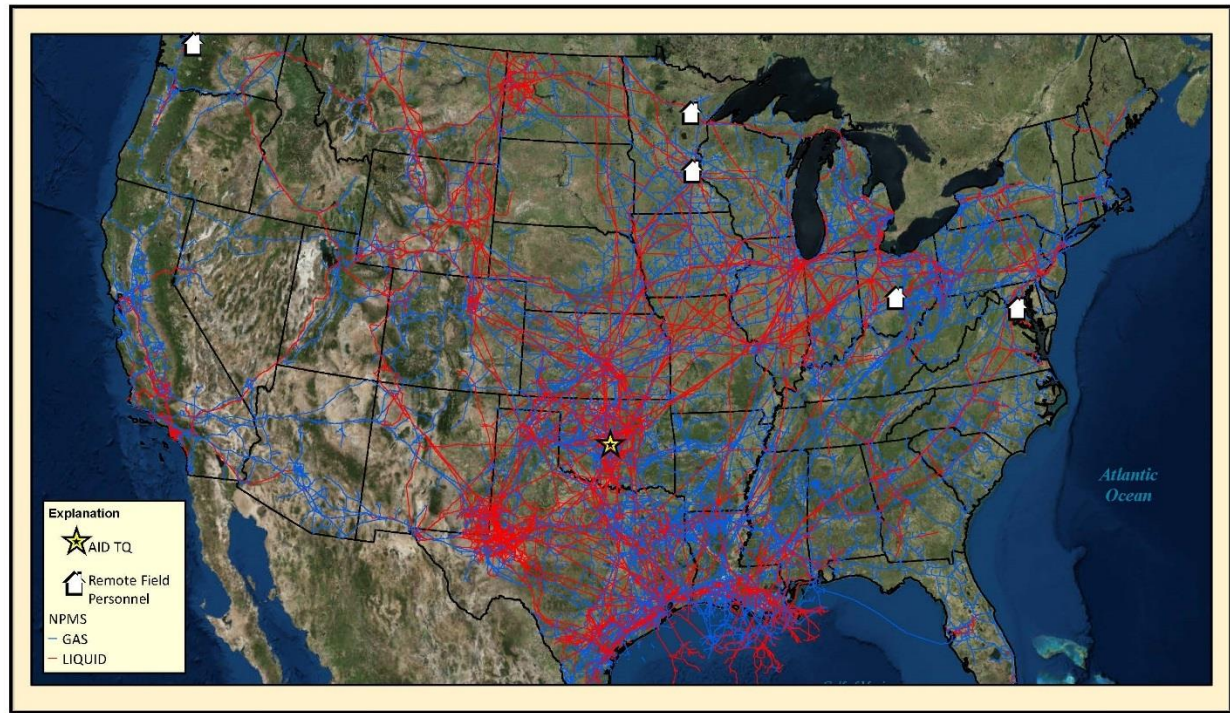 Atlantic
Ocean
Explanation
AID TQ
Remote Field
Personnel
NPMS
GAS
LIQUID